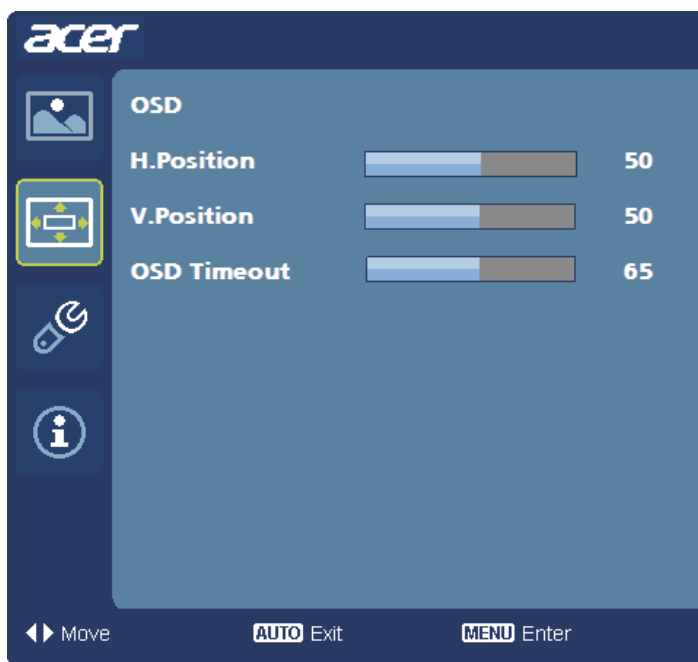 acer
OSD
H.Position 50
V.Position 50
OSD Timeout 65
Move AUTO Exit MENU Enter